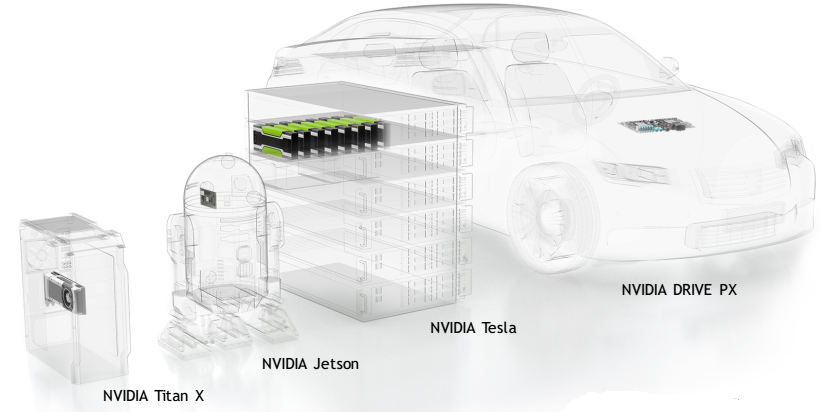 NVIDIA DRIVE PX
NVIDIA Tesla
NVIDIA Jetson
NVIDIA Titan X